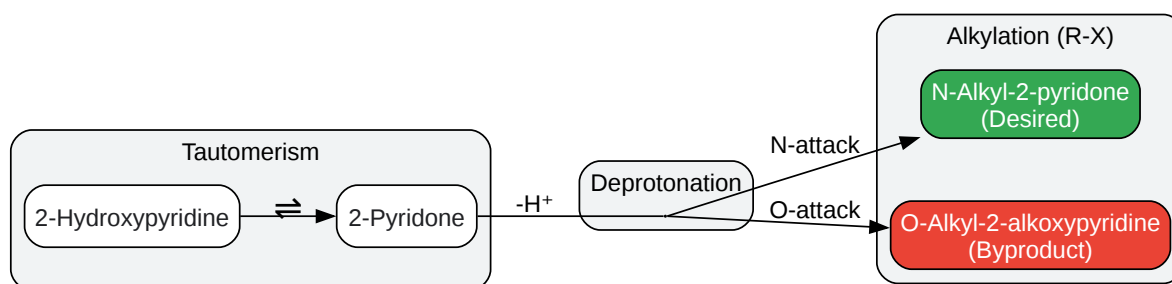 Tautomerism
2-Hydroxypyridine
⇌
2-Pyridone
-H⁺
Deprotonation
N-attack
O-attack
Alkylation (R-X)
N-Alkyl-2-pyridone
(Desired)
O-Alkyl-2-alkoxypyridine
(Byproduct)